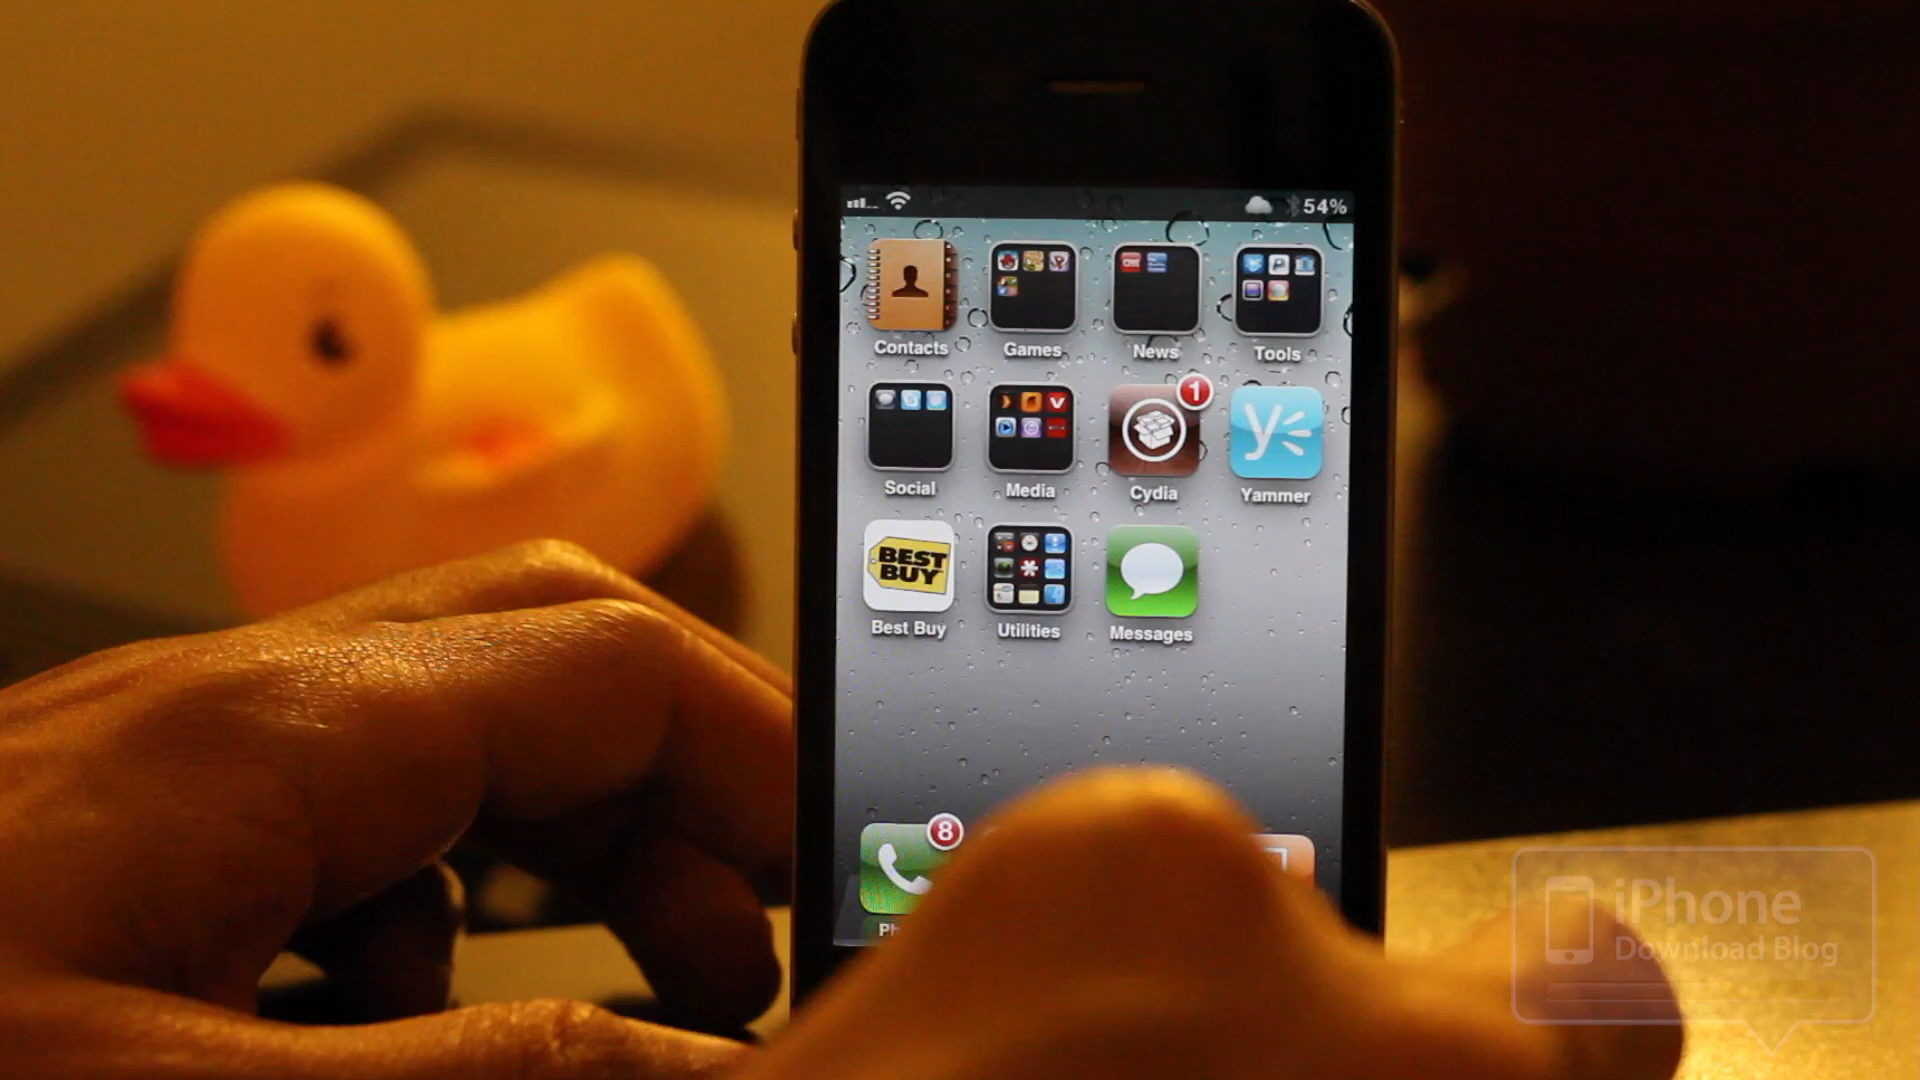 54%
Contacts Games News Tools
1
Social Media Cydia Yammer
BEST
BUY
Best Buy Utilities Messages
8
Ph
iPhone
Download Blog